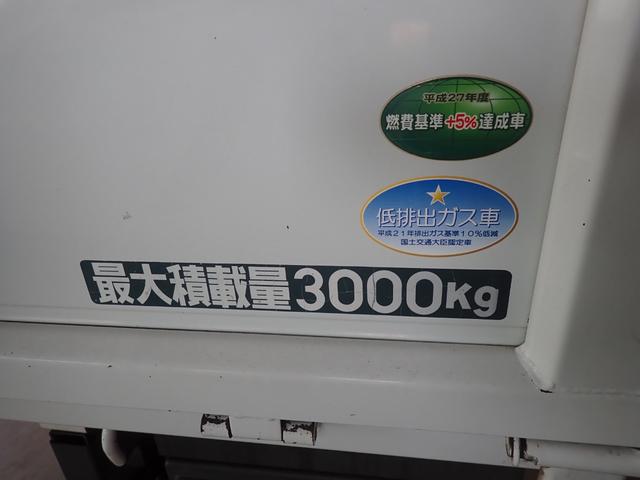 平成27年度
燃費基準+5%達成車
低排出ガス車
平成21年排出ガス基準10%低減
国土交通大臣認定車
最大積載量3000Kg